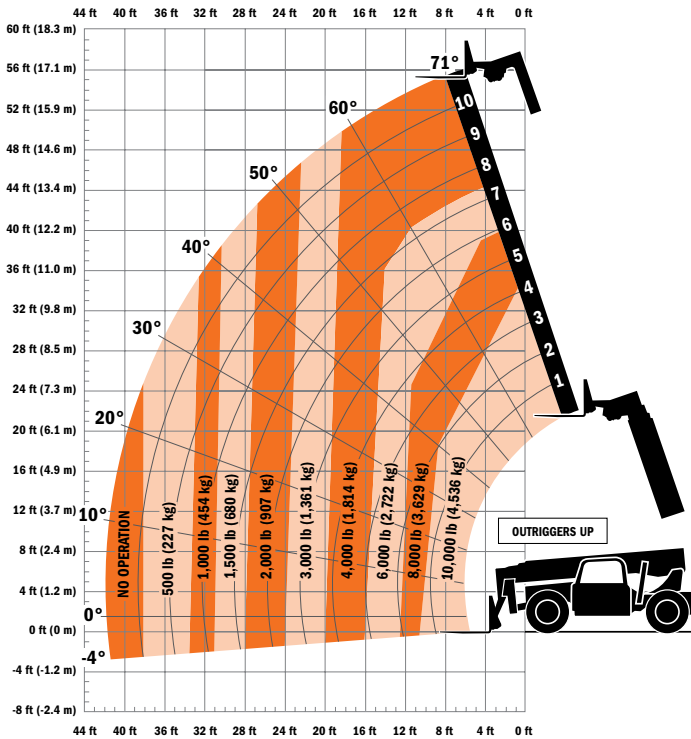 44 ft 40 ft 36 ft 32 ft 28 ft 24 ft 20 ft 16 ft 12 ft 8 ft 4 ft 0 ft
60 ft (18.3 m)
56 ft (17.1 m)
52 ft (15.9 m)
48 ft (14.6 m)
44 ft (13.4 m)
40 ft (12.2 m)
36 ft (11.0 m)
32 ft (9.8 m)
28 ft (8.5 m)
24 ft (7.3 m)
20 ft (6.1 m)
16 ft (4.9 m)
12 ft (3.7 m)
8 ft (2.4 m)
4 ft (1.2 m)
0 ft (0 m)
-4 ft (-1.2 m)
-8 ft (-2.4 m)
71°
60°
50°
40°
30°
20°
10°
0°
-4°
10
9
8
7
6
5
4
3
2
1
NO OPERATION
500 lb (227 kg)
1,000 lb (454 kg)
1,500 lb (680 kg)
2,000 lb (907 kg)
3,000 lb (1,361 kg)
4,000 lb (1,814 kg)
6,000 lb (2,722 kg)
8,000 lb (3,629 kg)
10,000 lb (4,536 kg)
OUTRIGGERS UP
44 ft 40 ft 36 ft 32 ft 28 ft 24 ft 20 ft 16 ft 12 ft 8 ft 4 ft 0 ft